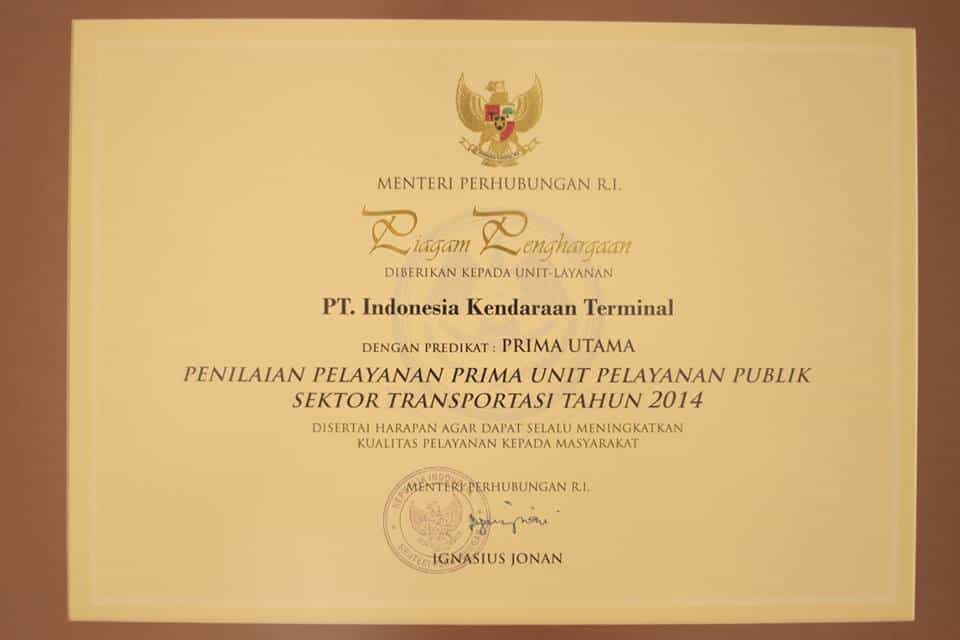 MENTERI PERHUBUNGAN R.I.
Piagam Penghargaan
DIBERIKAN KEPADA UNIT-LAYANAN
PT. Indonesia Kendaraan Terminal
DENGAN PREDIKAT : PRIMA UTAMA
PENILAIAN PELAYANAN PRIMA UNIT PELAYANAN PUBLIK
SEKTOR TRANSPORTASI TAHUN 2014
DISERTAI HARAPAN AGAR DAPAT SELALU MENINGKATKAN
KUALITAS PELAYANAN KEPADA MASYARAKAT
MENTERI PERHUBUNGAN R.I.
REPUBLIK INDONESIA
IGNASIUS JONAN